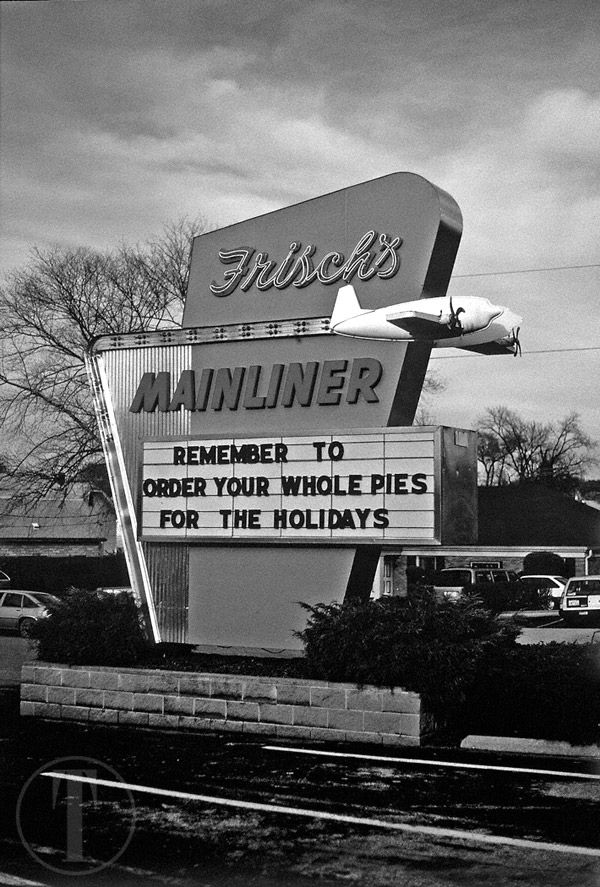 Frisch's
MAINLINER
REMEMBER TO
ORDER YOUR WHOLE PIES
FOR THE HOLIDAYS
T